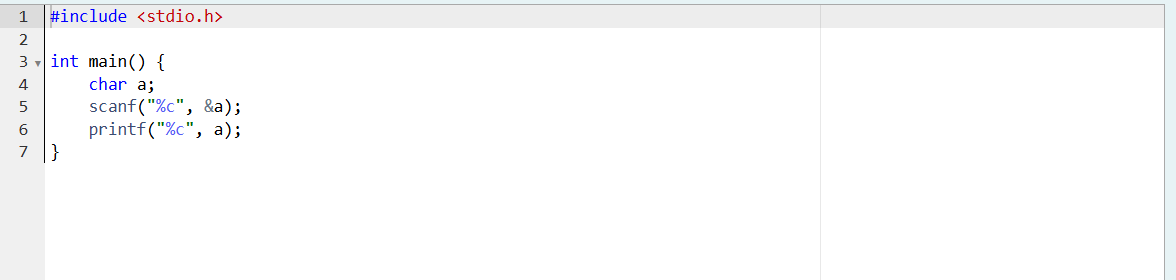 1 #include <stdio.h>
2
3 int main() {
4     char a;
5     scanf("%c", &a);
6     printf("%c", a);
7 }